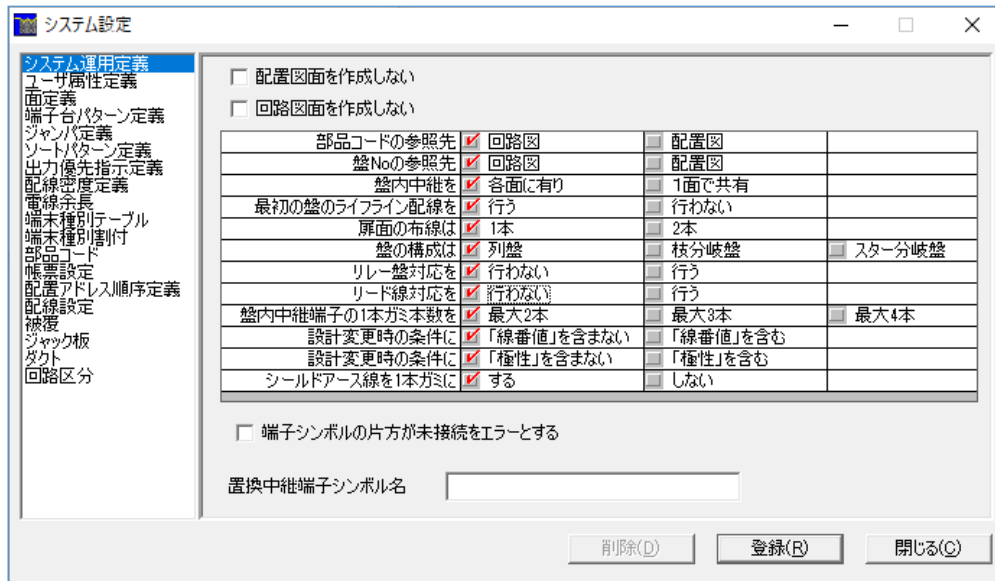 システム設定
システム運用定義
ユーザ属性定義
面定義
端子台パターン定義
ジャンパ定義
ソートパターン定義
出力優先指示定義
配線密度定義
電線余長
端末種別テーブル
端末種別割付
部品コード
帳票設定
配置アドレス順序定義
配線設定
被覆
ジャック板
ダクト
回路区分
配置図面を作成しない
回路図面を作成しない
部品コードの参照先 回路図 配置図
盤Noの参照先 回路図 配置図
盤内中継を 各面に有り 1面で共有
最初の盤のライフライン配線を 行う 行わない
扉面の布線は 1本 2本
盤の構成は 列盤 枝分岐盤 スター分岐盤
リレー盤対応を 行わない 行う
リード線対応を 行わない 行う
盤内中継端子の1本ガミ本数を 最大2本 最大3本 最大4本
設計変更時の条件に 「線番値」を含まない 「線番値」を含む
設計変更時の条件に 「極性」を含まない 「極性」を含む
シールドアース線を1本ガミに する しない
端子シンボルの片方が未接続をエラーとする
置換中継端子シンボル名
削除(D) 登録(R) 閉じる(C)